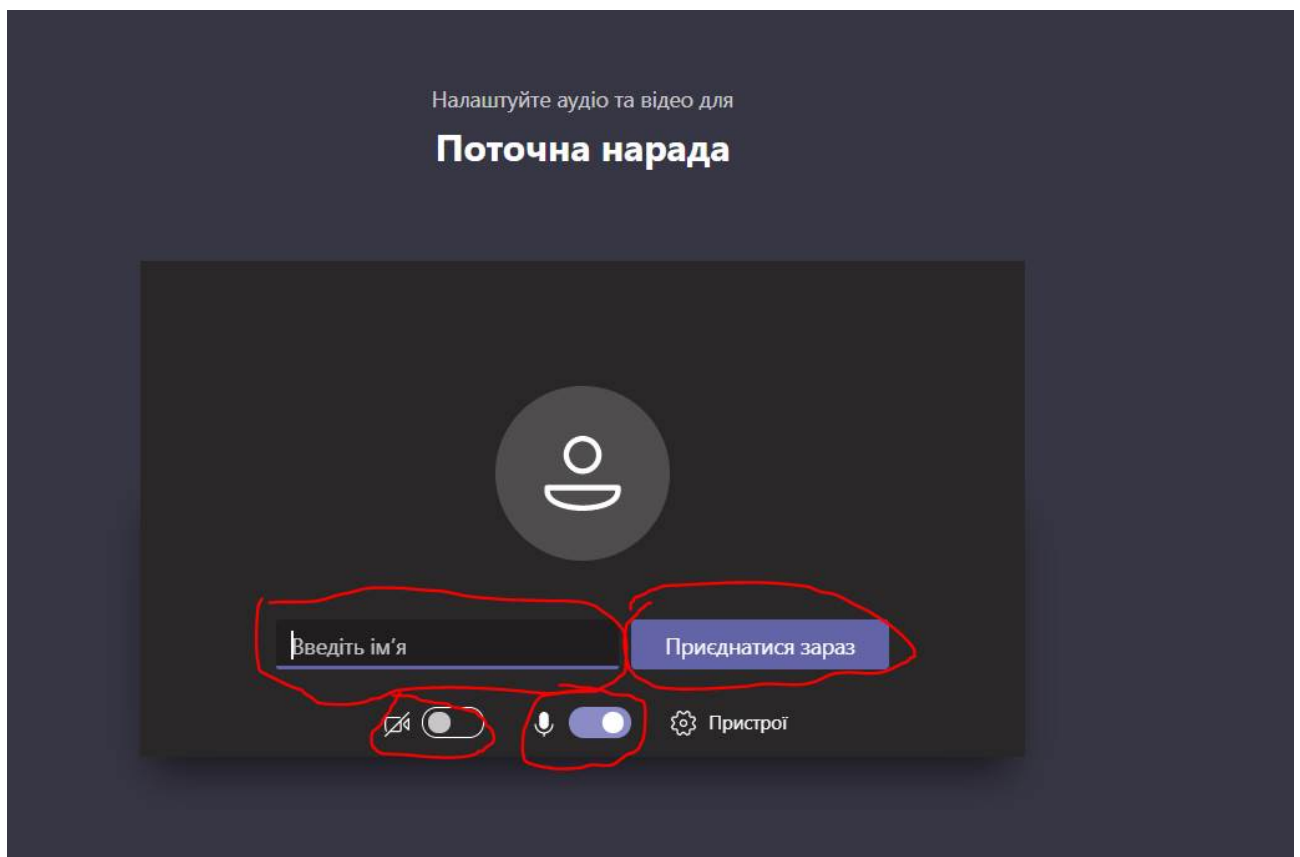 Налаштуйте аудіо та відео для
Поточна нарада
Введіть ім’я
Приєднатися зараз
Пристрої